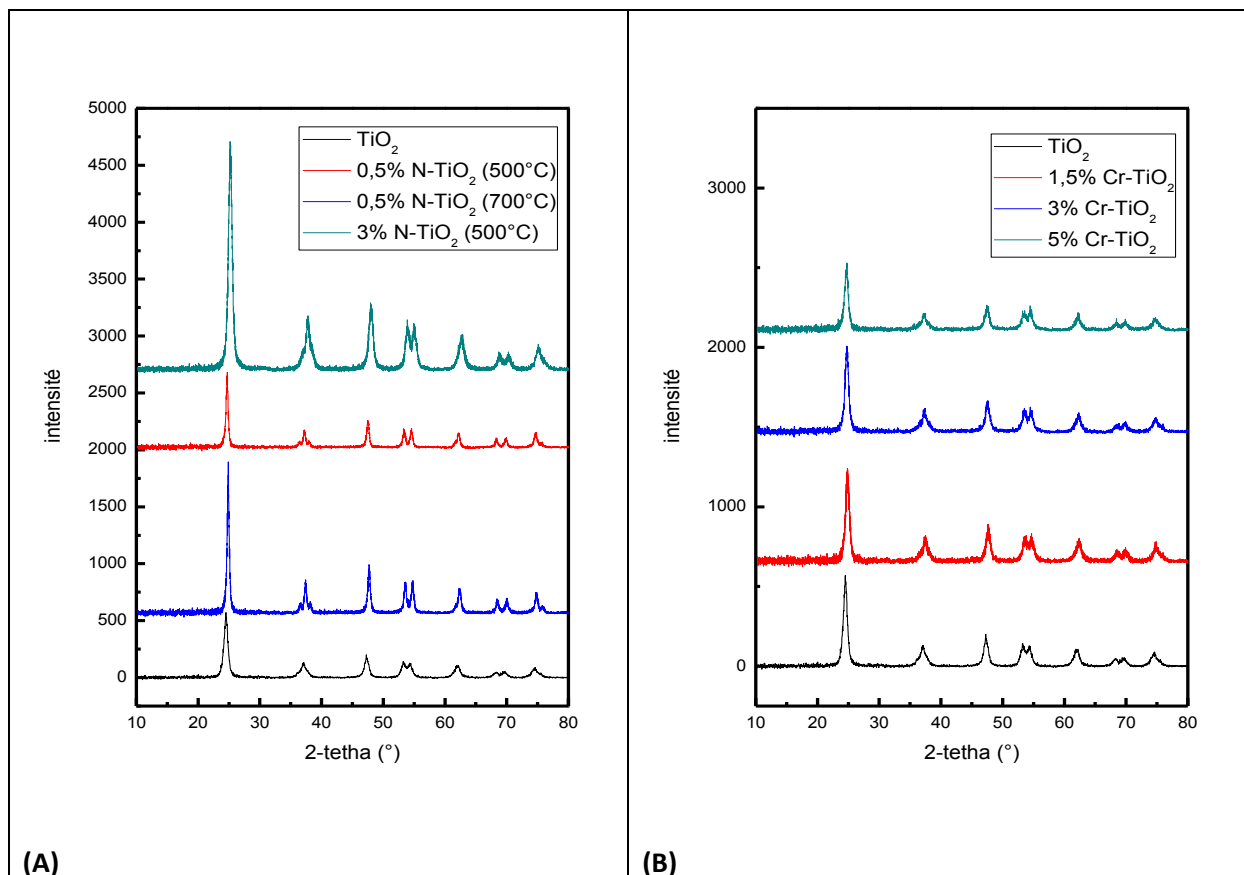 5000
4500
4000
3500
3000
2500
2000
1500
1000
500
0
intensité
TiO2
0,5% N-TiO2 (500°C)
0,5% N-TiO2 (700°C)
3% N-TiO2 (500°C)
10 20 30 40 50 60 70 80
2-tetha (°)
(A)
3000
2000
1000
0
intensité
TiO2
1,5% Cr-TiO2
3% Cr-TiO2
5% Cr-TiO2
10 20 30 40 50 60 70 80
2-tetha (°)
(B)